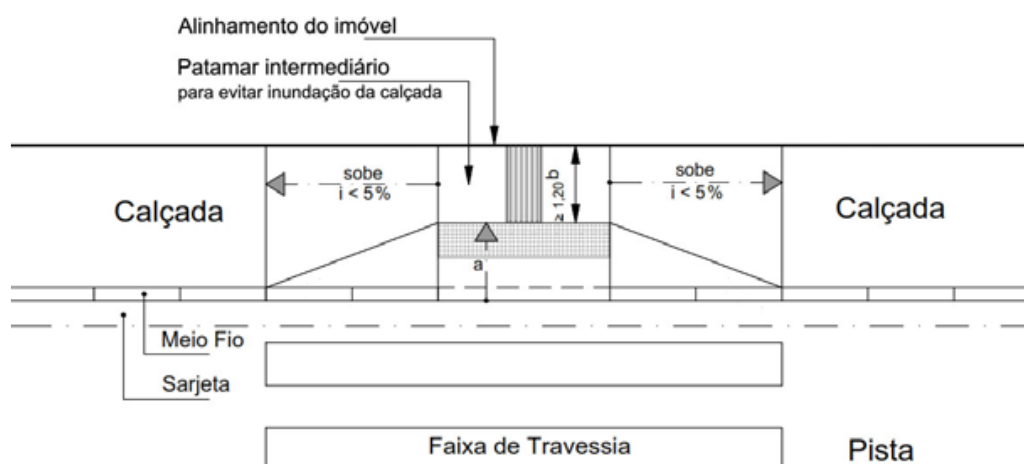 Alinhamento do imóvel
Patamar intermediário
para evitar inundação da calçada
sobe
i < 5%
≥ 1,20 b
sobe
i < 5%
Calçada
Calçada
a
Meio Fio
Sarjeta
Faixa de Travessia
Pista